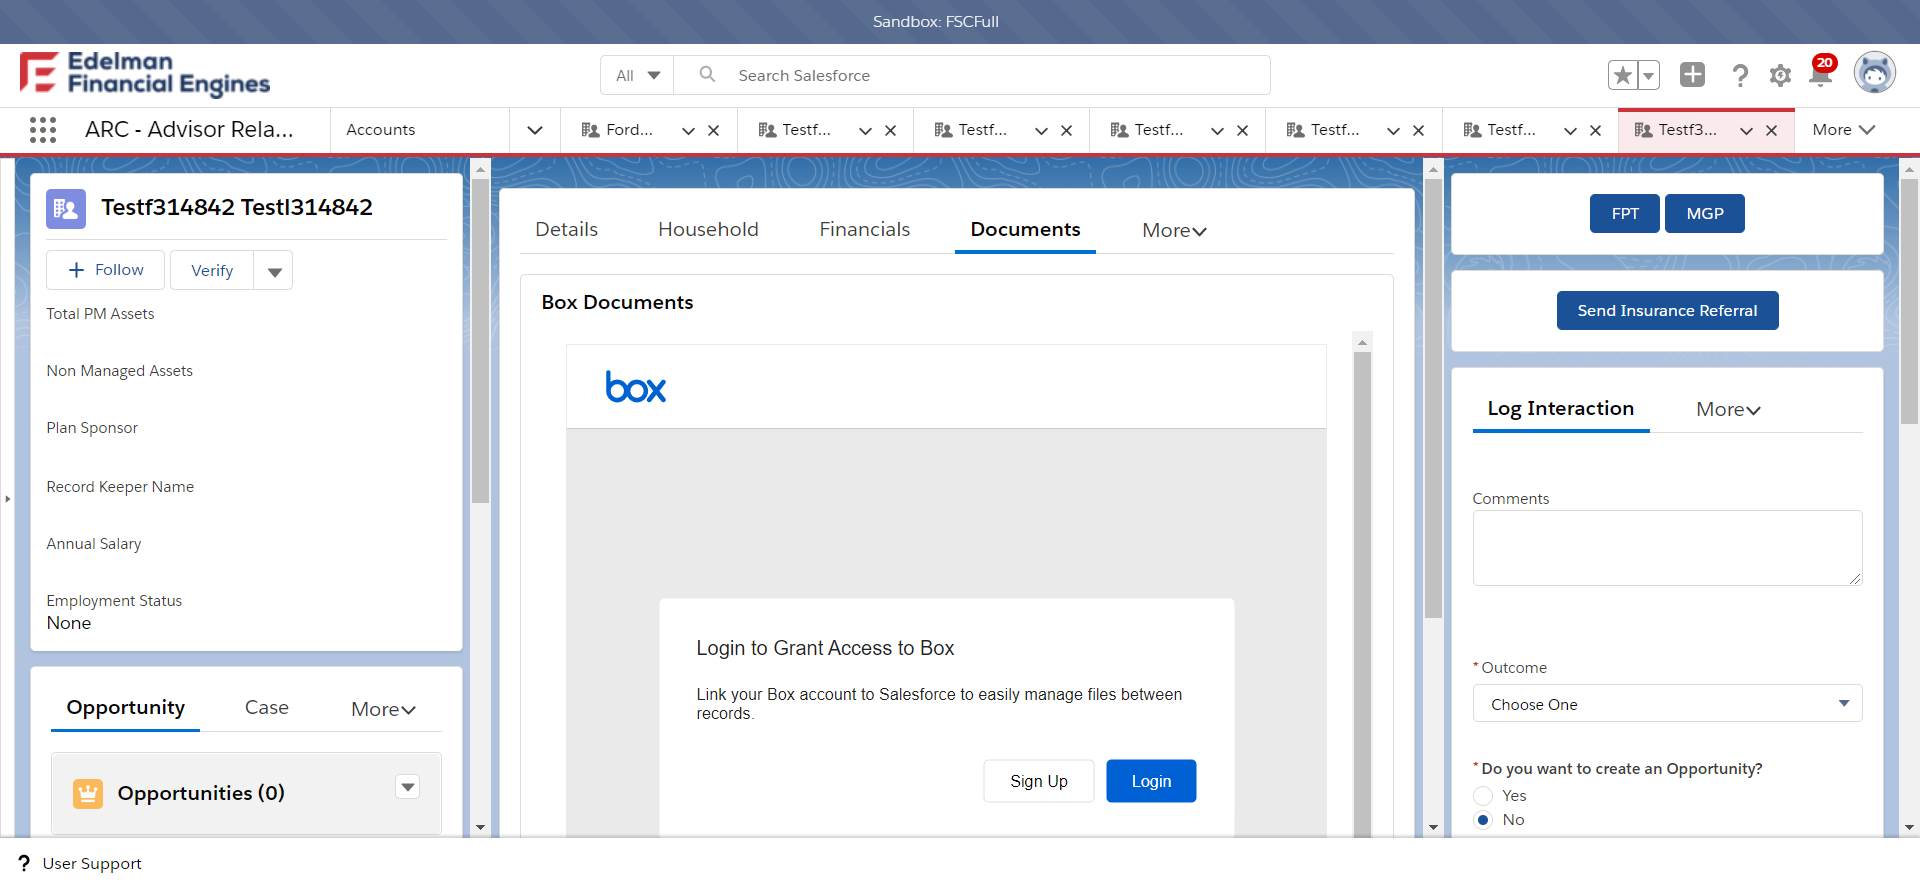 Sandbox: FSCFull
Edelman
Financial Engines
All
Search Salesforce
20
ARC - Advisor Rela...
Accounts
Ford...
Testf...
Testf...
Testf...
Testf...
Testf...
Testf3...
More
Testf314842 Testl314842
Follow
Verify
Total PM Assets
Non Managed Assets
Plan Sponsor
Record Keeper Name
Annual Salary
Employment Status
None
Opportunity
Case
More
Opportunities (0)
Details
Household
Financials
Documents
More
Box Documents
box
Login to Grant Access to Box
Link your Box account to Salesforce to easily manage files between
records.
Sign Up
Login
FPT
MGP
Send Insurance Referral
Log Interaction
More
Comments
*Outcome
Choose One
*Do you want to create an Opportunity?
Yes
No
? User Support